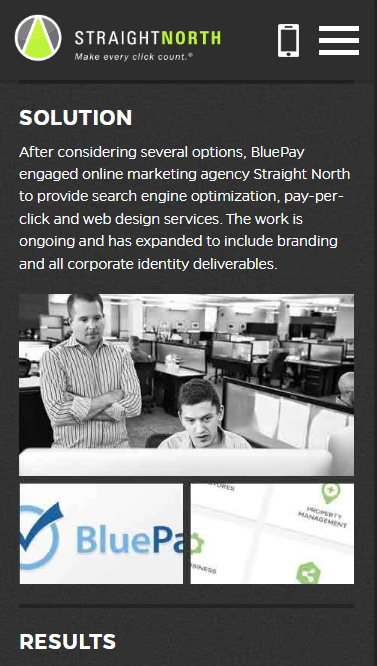 STRAIGHTNORTH
Make every click count.®
SOLUTION
After considering several options, BluePay
engaged online marketing agency Straight North
to provide search engine optimization, pay-per-
click and web design services. The work is
ongoing and has expanded to include branding
and all corporate identity deliverables.
BluePa
PROPERTY
MANAGEMENT
RESULTS